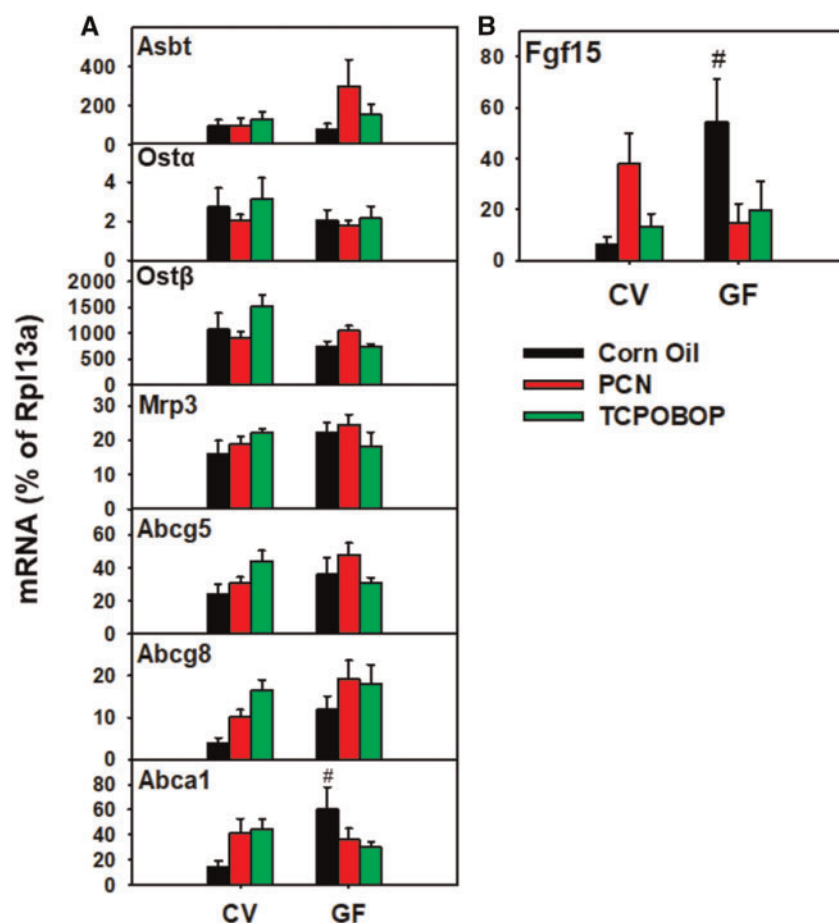 A
B
mRNA (% of Rpl13a)
Asbt
400
200
0
Ostα
4
2
0
Ostβ
2000
1500
1000
500
0
Mrp3
30
20
10
0
Abcg5
60
40
20
0
Abcg8
20
10
0
Abca1
#
80
60
40
20
0
CV GF
Fgf15
#
80
60
40
20
0
CV GF
Corn Oil
PCN
TCPOBOP